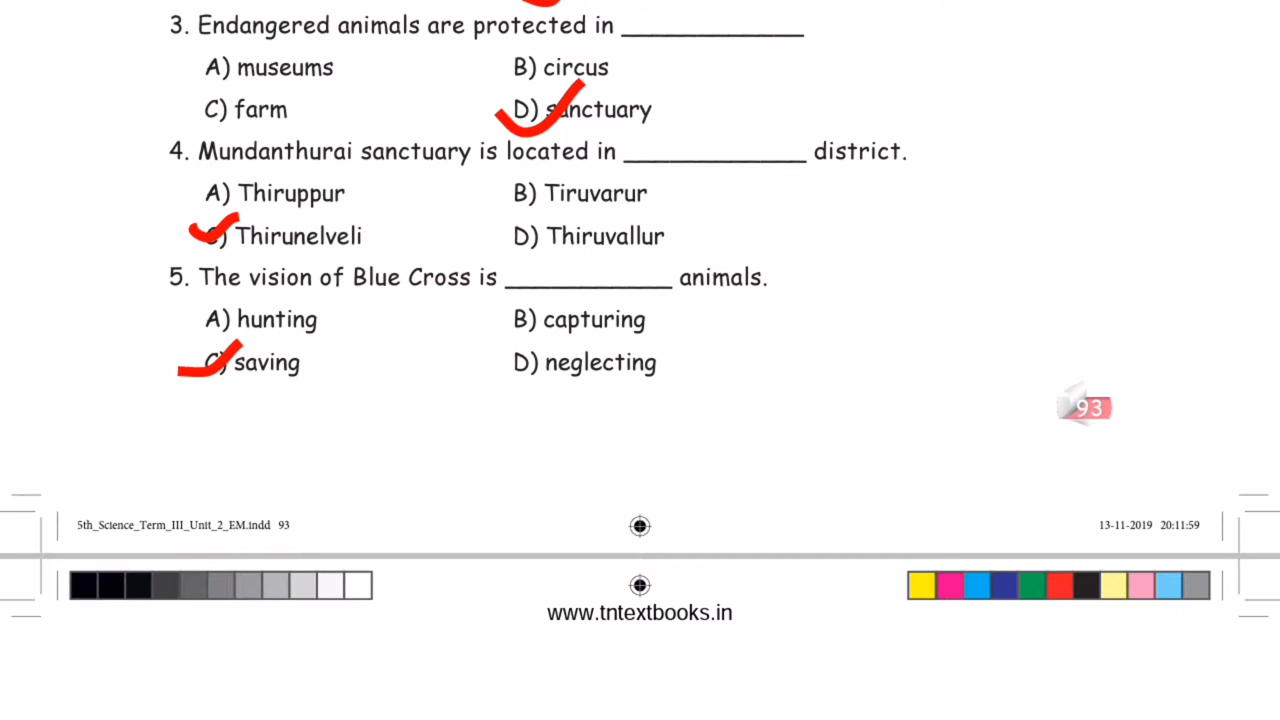 3. Endangered animals are protected in ____________
A) museums B) circus
C) farm D) sanctuary
4. Mundanthurai sanctuary is located in ____________ district.
A) Thiruppur B) Tiruvarur
C) Thirunelveli D) Thiruvallur
5. The vision of Blue Cross is ___________ animals.
A) hunting B) capturing
C) saving D) neglecting
93
5th_Science_Term_III_Unit_2_EM.indd 93 13-11-2019 20:11:59
www.tntextbooks.in